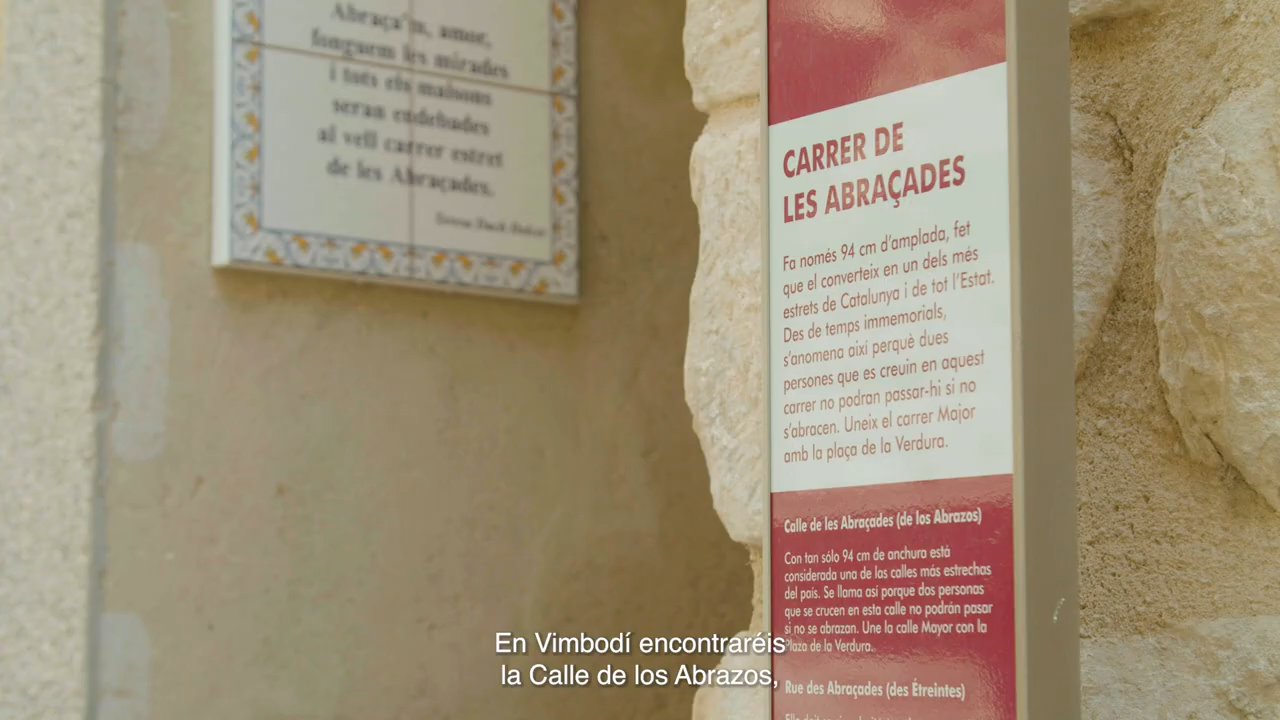 Abraça'm, amor,
fonguem les mirades
i tots els malsons
seran endebades
al vell carrer estret
de les Abraçades.
CARRER DE
LES ABRAÇADES
Fa només 94 cm d'amplada, fet
que el converteix en un dels més
estrets de Catalunya i de tot l'Estat.
Des de temps immemorials,
s'anomena així perquè dues
persones que es creuin en aquest
carrer no podran passar-hi si no
s'abracen. Uneix el carrer Major
amb la plaça de la Verdura.
Calle de les Abraçades (de los Abrazos)
Con tan sólo 94 cm de anchura está
considerada una de las calles más estrechas
del país. Se llama así porque dos personas
que se crucen en esta calle no podrán pasar
si no se abrazan. Une la calle Mayor con la
Plaza de la Verdura.
Rue des Abraçades (des Étreintes)
En Vimbodí encontraréis
la Calle de los Abrazos,